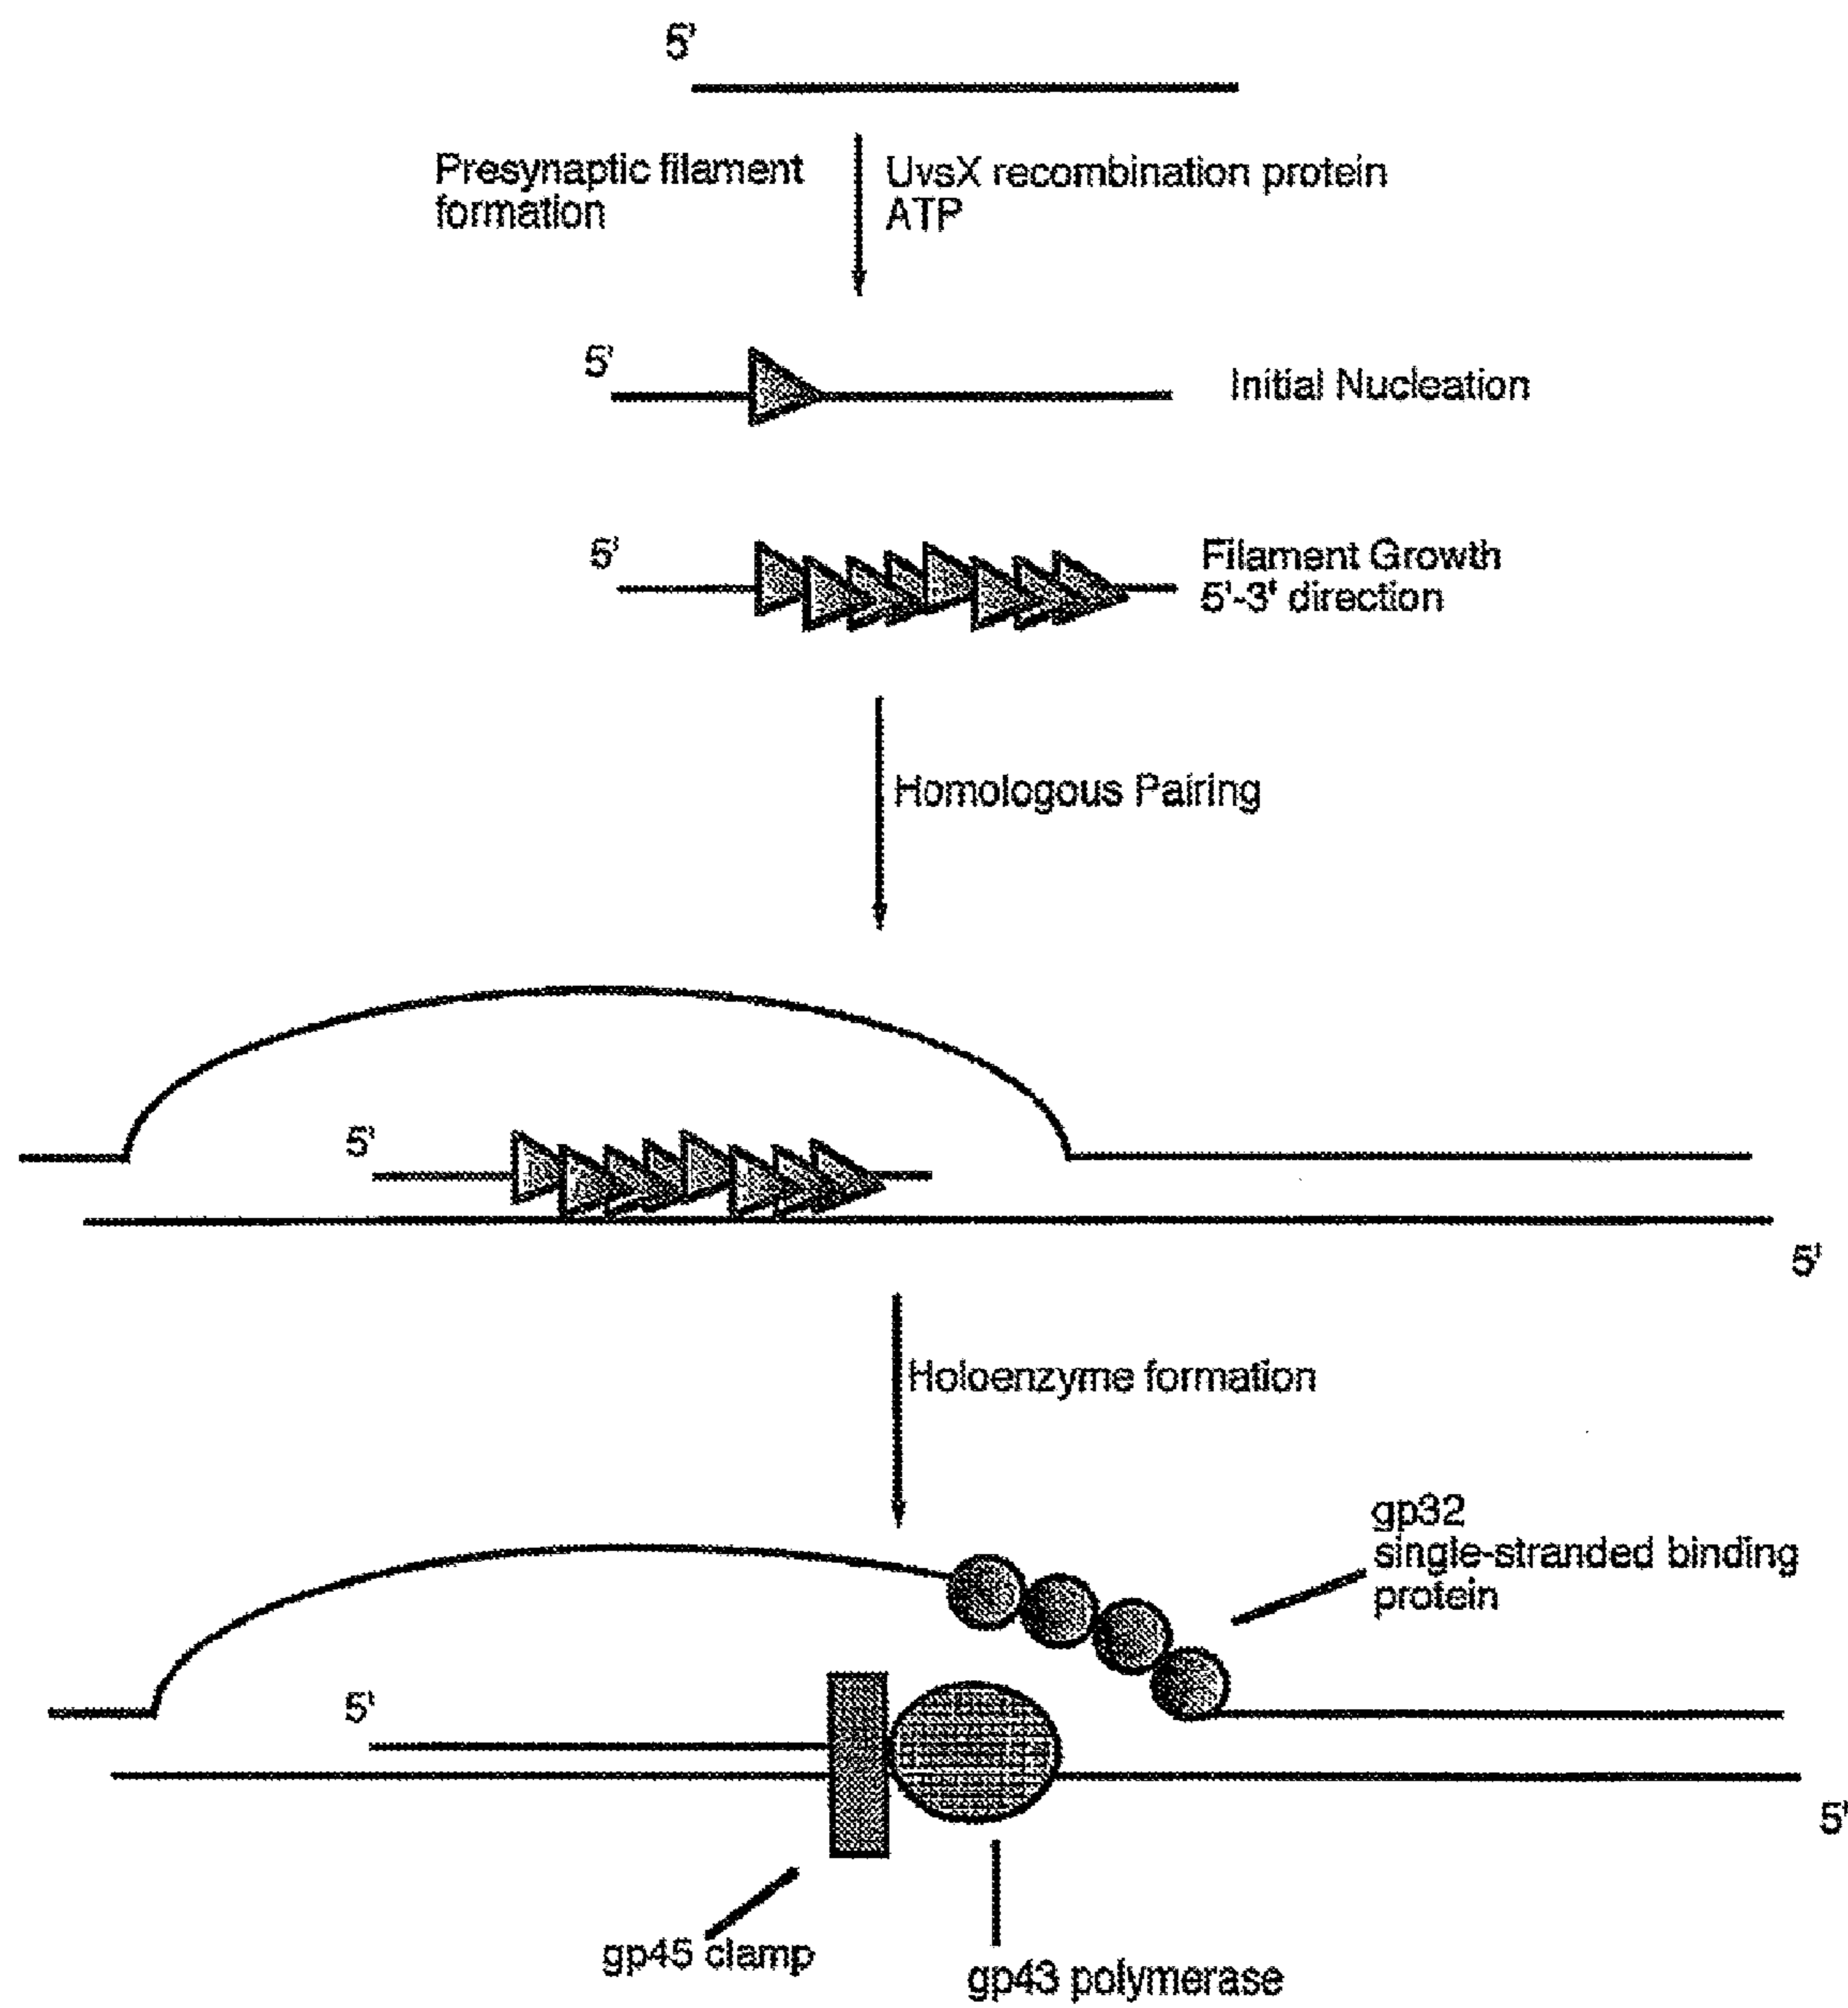 5'
Presynaptic filament
formation
UvsX recombination protein
ATP
5'
Initial Nucleation
5'
Filament Growth
5'-3' direction
Homologous Pairing
5'
5'
Holoenzyme formation
gp32
single-stranded binding
protein
5'
5'
gp45 clamp
gp43 polymerase